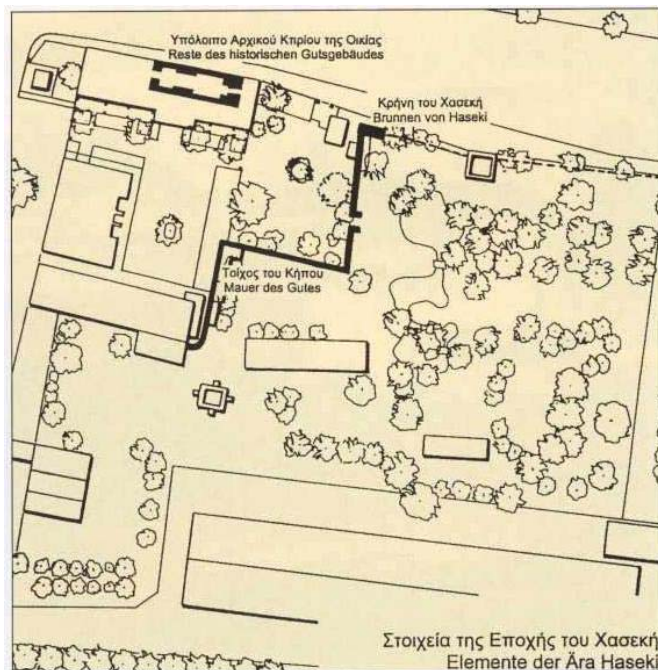 Υπόλοιπο Αρχικού Κτιρίου της Οικίας
Reste des historischen Gutsgebäudes
Κρήνη του Χασεκή
Brunnen von Haseki
Τοίχος του Κήπου
Mauer des Gutes
Στοιχεία της Εποχής του Χασεκή
Elemente der Ära Haseki